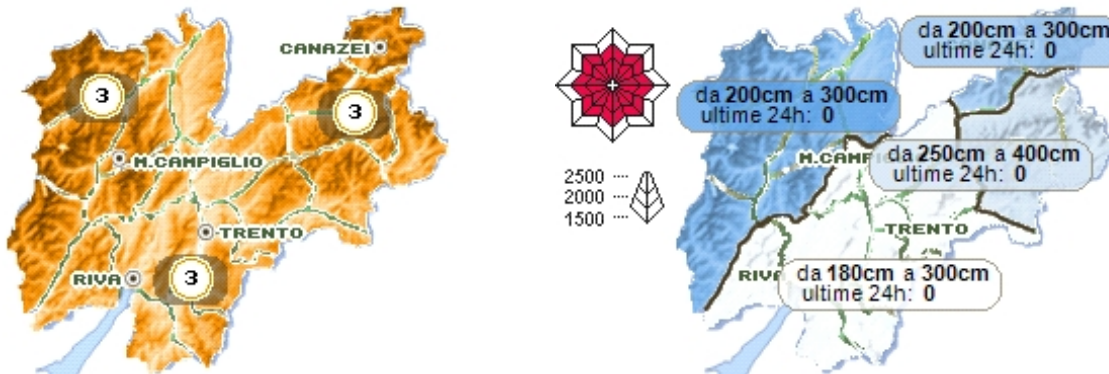 CANAZEI
3
3
M.CAMPIGLIO
TRENTO
RIVA
3
da 200cm a 300cm
ultime 24h: 0
da 200cm a 300cm
ultime 24h: 0
M.CAMPIG
da 250cm a 400cm
ultime 24h: 0
2500
2000
1500
TRENTO
RIVA
da 180cm a 300cm
ultime 24h: 0